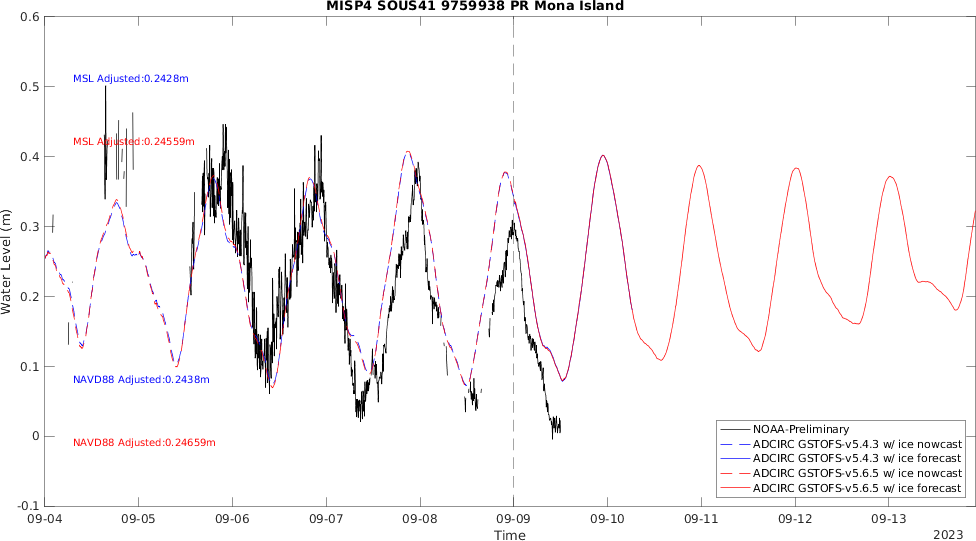 MISP4 SOUS41 9759938 PR Mona Island
0.6
0.5
0.4
0.3
0.2
0.1
0
-0.1
Water Level (m)
MSL Adjusted:0.2428m
MSL Adjusted:0.24559m
NAVD88 Adjusted:0.2438m
NAVD88 Adjusted:0.24659m
NOAA-Preliminary
ADCIRC GSTOFS-v5.4.3 w/ ice nowcast
ADCIRC GSTOFS-v5.4.3 w/ ice forecast
ADCIRC GSTOFS-v5.6.5 w/ ice nowcast
ADCIRC GSTOFS-v5.6.5 w/ ice forecast
09-04 09-05 09-06 09-07 09-08 09-09 09-10 09-11 09-12 09-13
Time
2023